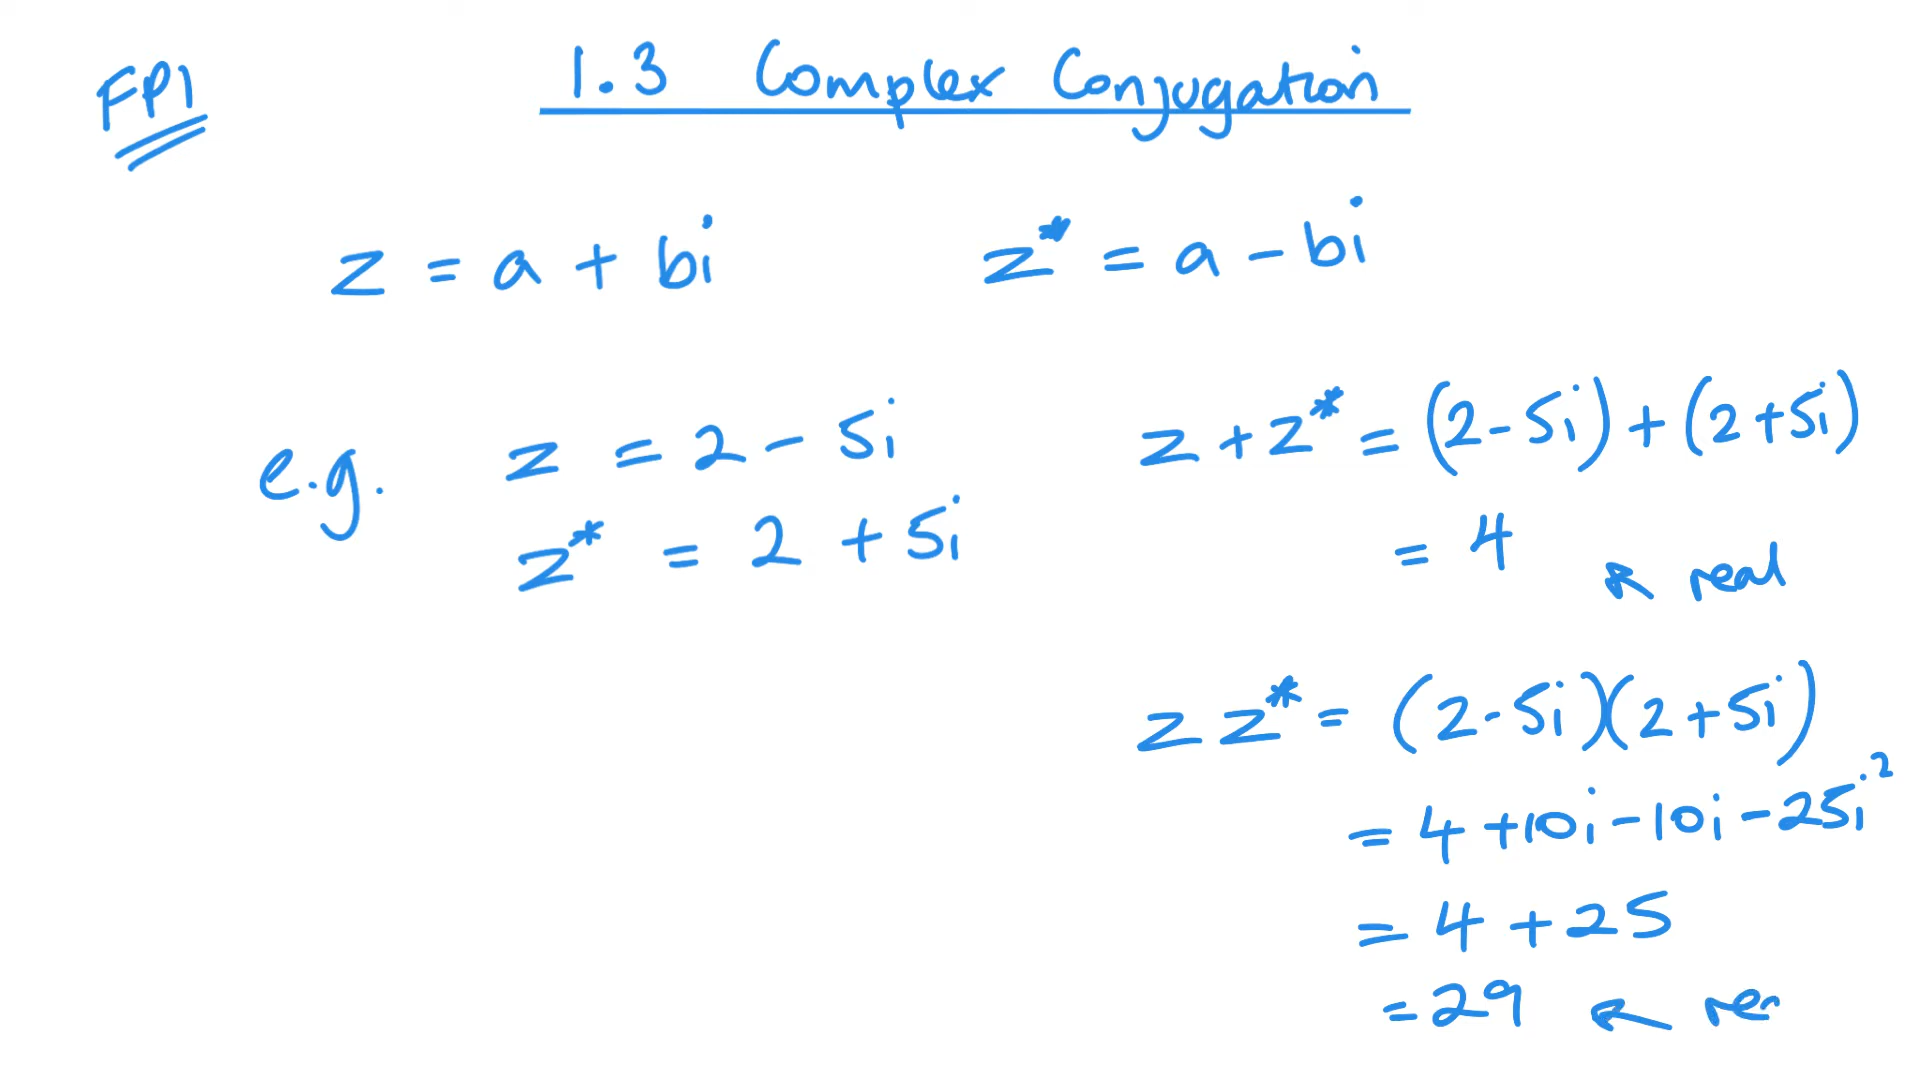 FP1
1.3 Complex Conjugation
z = a + bi
z* = a - bi
e.g.
z = 2 - 5i
z* = 2 + 5i
z + z* = (2 - 5i) + (2 + 5i)
= 4 ↖ real
z z* = (2 - 5i)(2 + 5i)
= 4 + 10i - 10i - 25i²
= 4 + 25
= 29 ↖ re